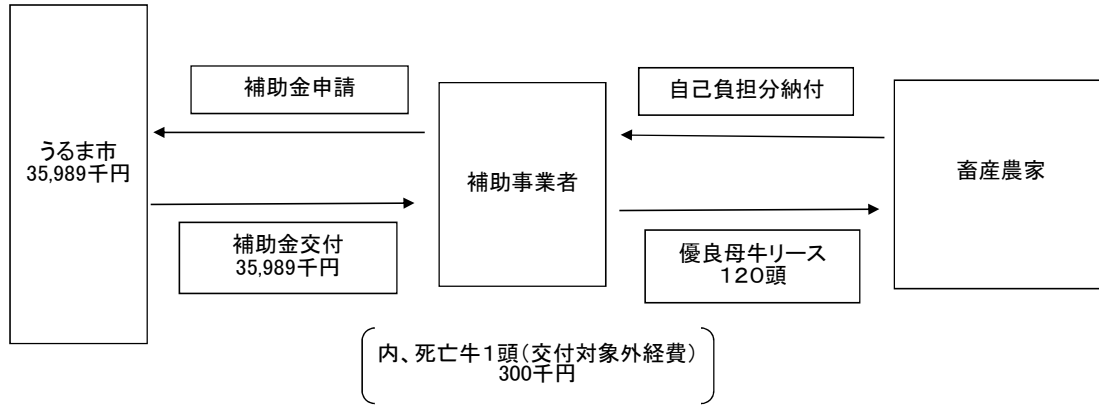 うるま市
35,989千円
補助金申請
補助金交付
35,989千円
補助事業者
自己負担分納付
優良母牛リース
120頭
畜産農家
内、死亡牛1頭(交付対象外経費)
300千円